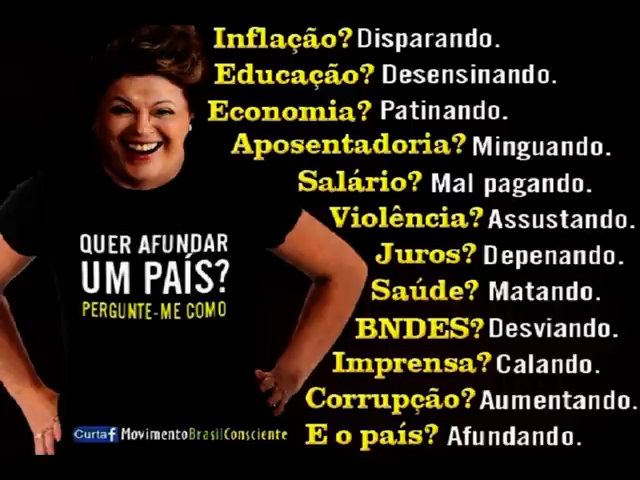 Inflação? Disparando.
Educação? Desensinando.
Economia? Patinando.
Aposentadoria? Minguando.
Salário? Mal pagando.
Violência? Assustando.
Juros? Depenando.
Saúde? Matando.
BNDES? Desviando.
Imprensa? Calando.
Corrupção? Aumentando.
E o país? Afundando.
QUER AFUNDAR
UM PAÍS?
PERGUNTE-ME COMO
Curta f MovimentoBrasilConsciente